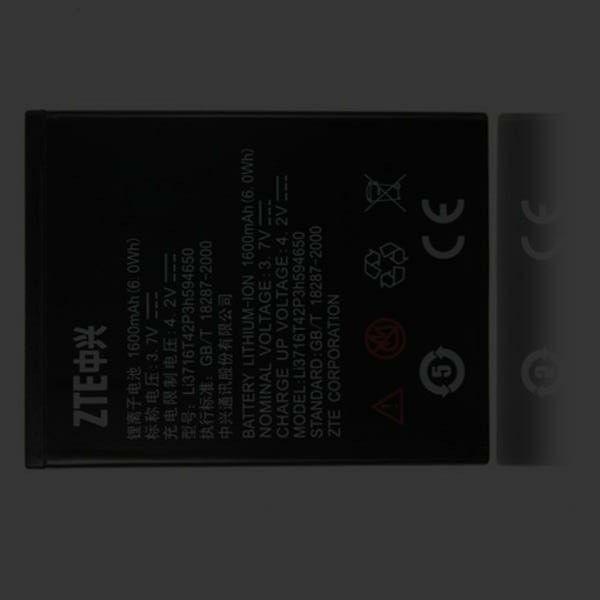 ZTE中兴
锂离子电池 1600mAh(6.0Wh)
标称电压:3.7V
充电限制电压:4.2V
型号: Li3716T42P3h594650
执行标准: GB/T 18287-2000
中兴通讯股份有限公司
BATTERY LITHIUM-ION 1600mAh(6.0Wh)
NOMINAL VOLTAGE:3.7V
CHARGE UP VOLTAGE:4.2V
MODEL:Li3716T42P3h594650
STANDARD:GB/T 18287-2000
ZTE CORPORATION
CE
5